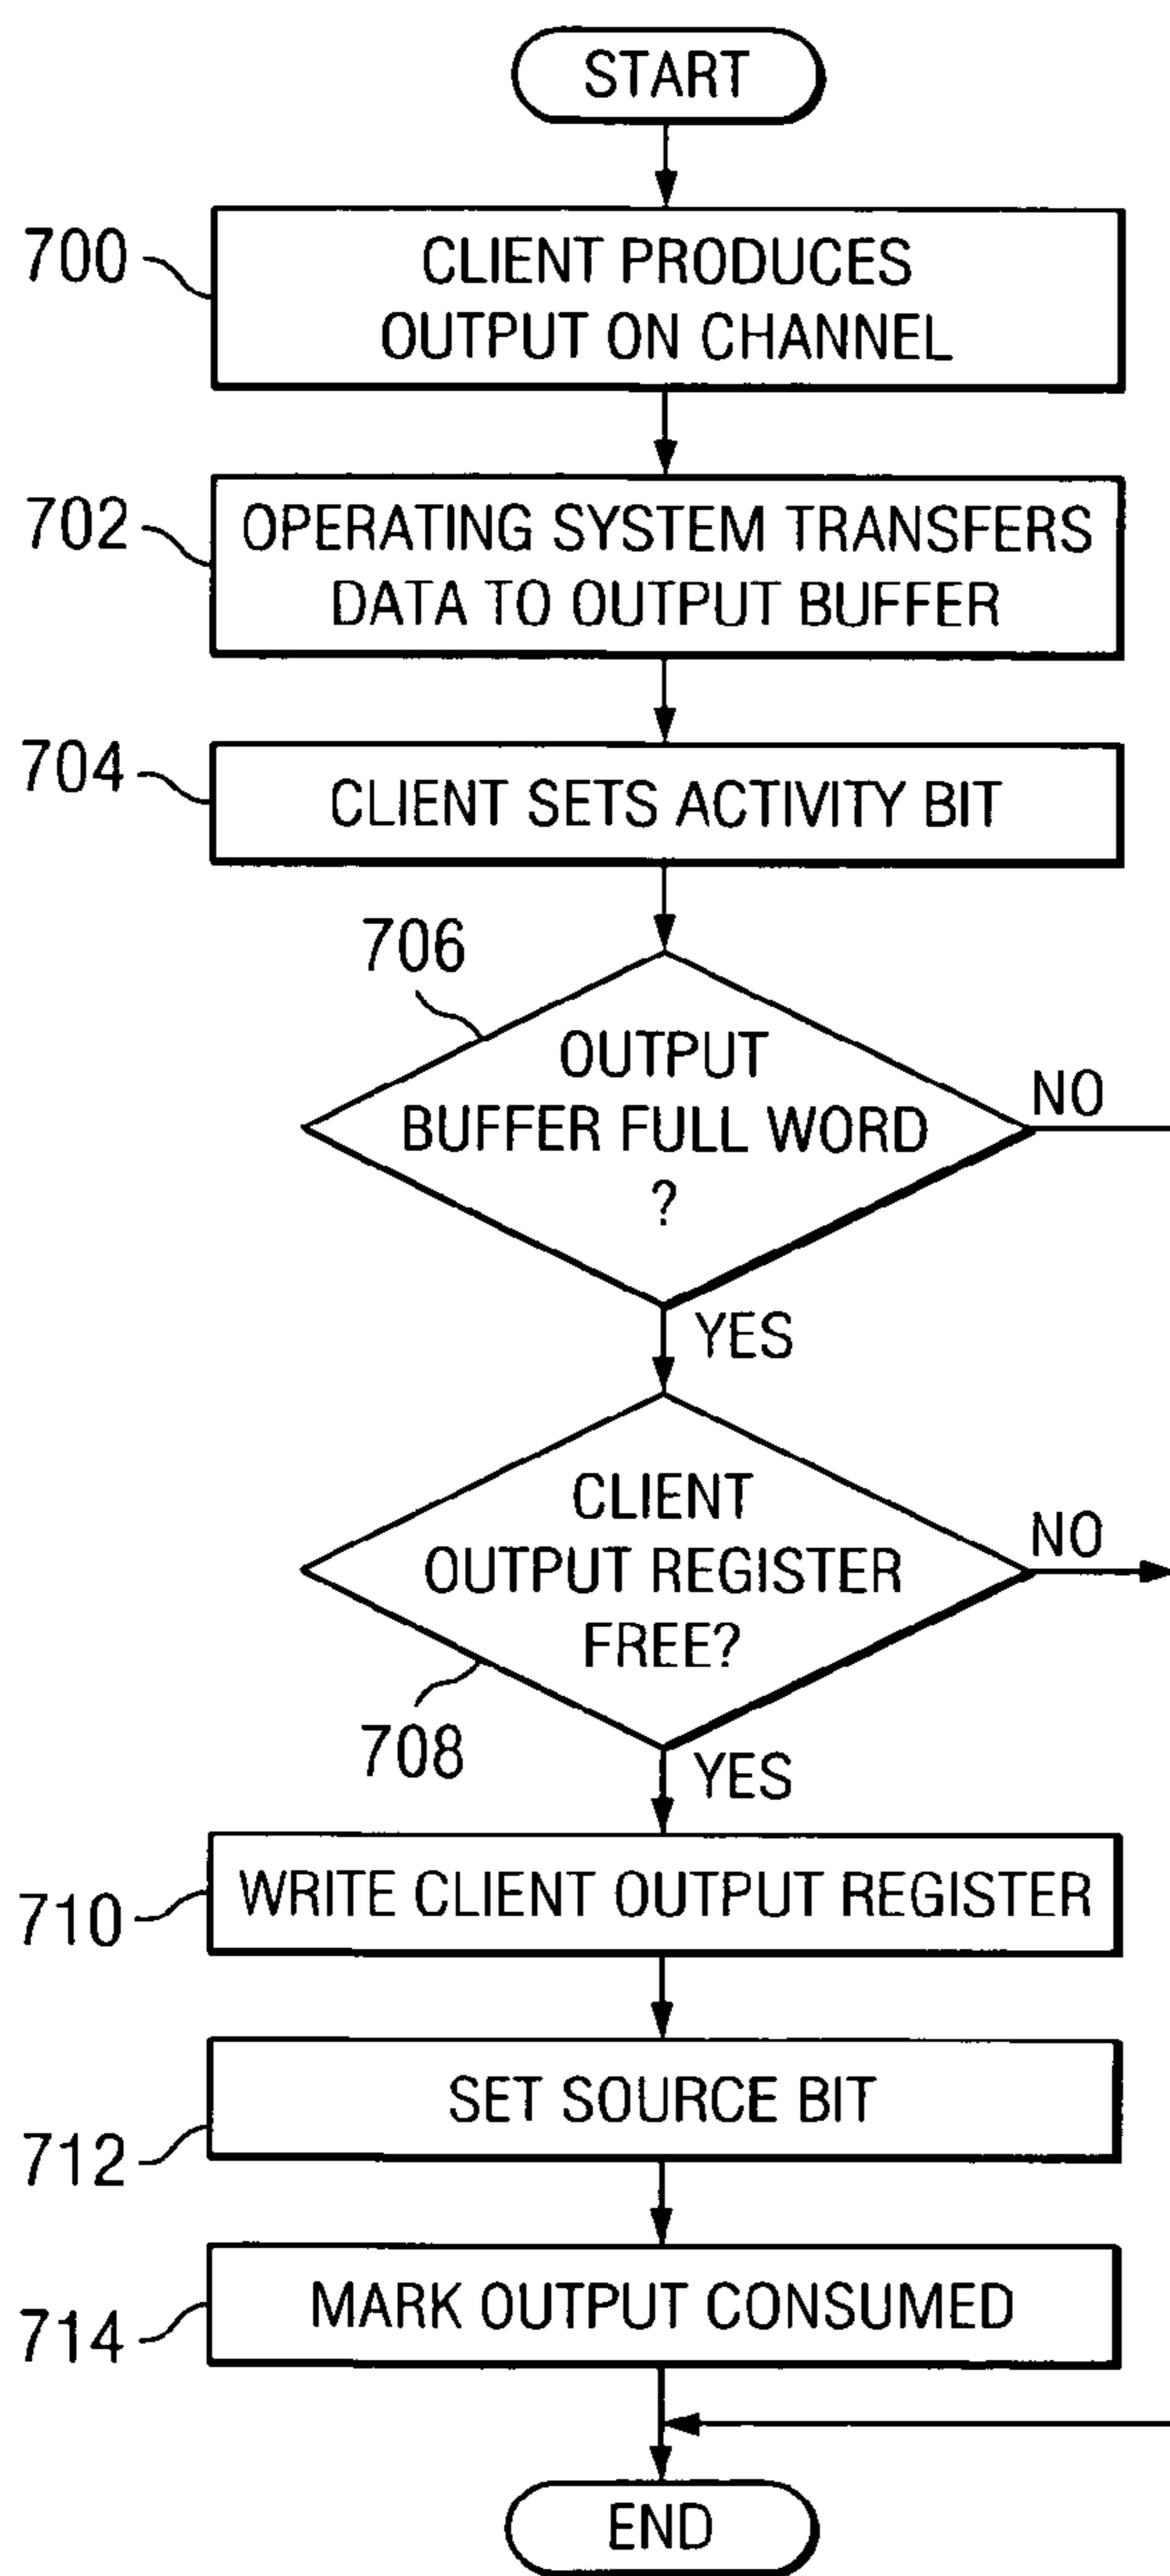 START
700
CLIENT PRODUCES
OUTPUT ON CHANNEL
702
OPERATING SYSTEM TRANSFERS
DATA TO OUTPUT BUFFER
704
CLIENT SETS ACTIVITY BIT
706
OUTPUT
BUFFER FULL WORD
?
NO
YES
CLIENT
OUTPUT REGISTER
FREE?
NO
708
YES
710
WRITE CLIENT OUTPUT REGISTER
SET SOURCE BIT
712
MARK OUTPUT CONSUMED
714
END